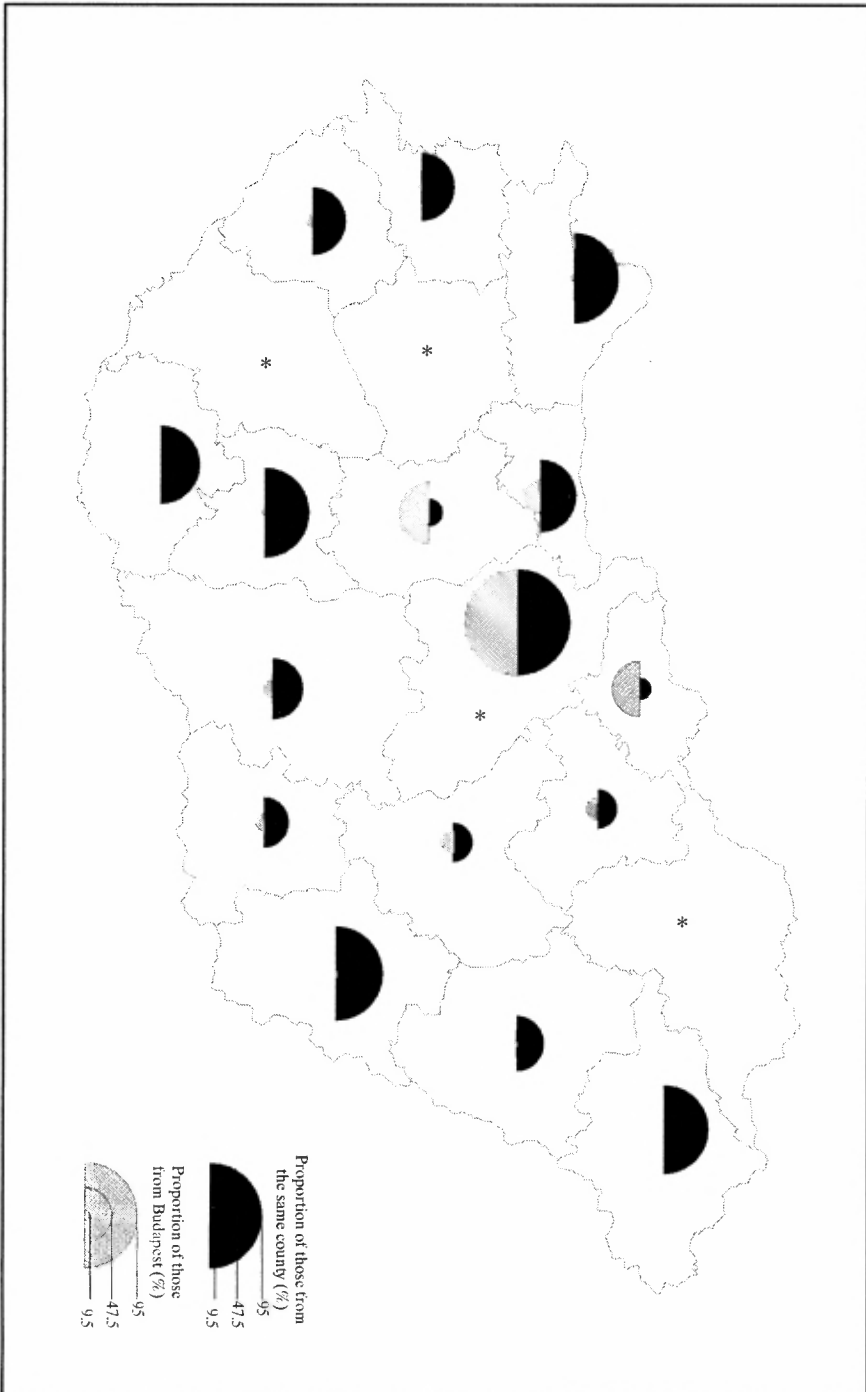 *
*
*
*
Proportion of those from
the same county (%)
95
47.5
9.5
Proportion of those
from Budapest (%)
95
47.5
9.5